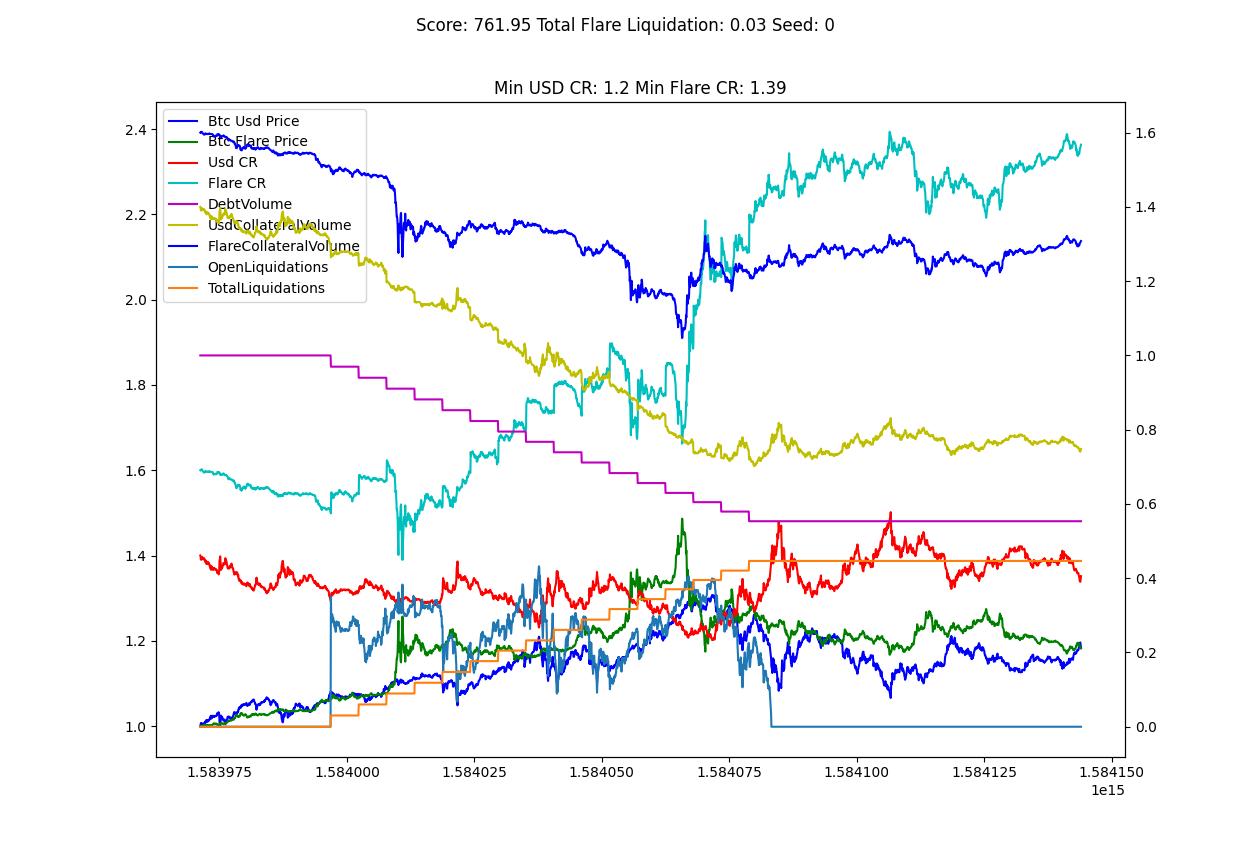 Score: 761.95 Total Flare Liquidation: 0.03 Seed: 0
Min USD CR: 1.2 Min Flare CR: 1.39
Btc Usd Price
Btc Flare Price
Usd CR
Flare CR
DebtVolume
UsdCollateralVolume
FlareCollateralVolume
OpenLiquidations
TotalLiquidations
2.4
2.2
2.0
1.8
1.6
1.4
1.2
1.0
1.6
1.4
1.2
1.0
0.8
0.6
0.4
0.2
0.0
1.583975 1.584000 1.584025 1.584050 1.584075 1.584100 1.584125 1.584150
1e15